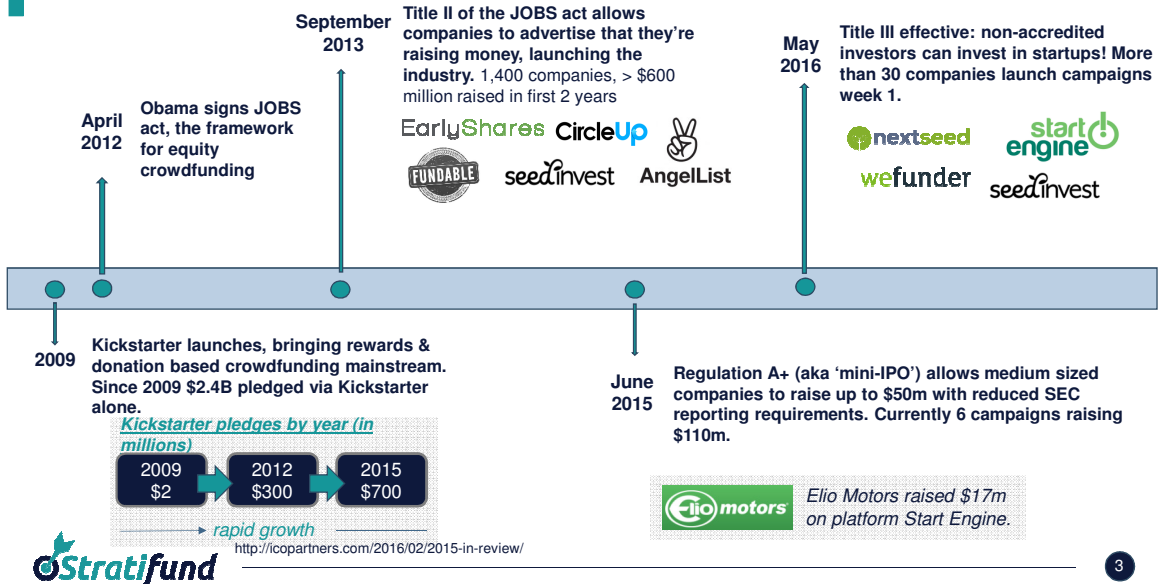 April
2012
Obama signs JOBS
act, the framework
for equity
crowdfunding
September
2013
Title II of the JOBS act allows
companies to advertise that they're
raising money, launching the
industry. 1,400 companies, > $600
million raised in first 2 years
EarlyShares CircleUp
FUNDABLE seedinvest AngelList
May
2016
Title III effective: non-accredited
investors can invest in startups! More
than 30 companies launch campaigns
week 1.
nextseed start
engine
wefunder seedinvest
2009
Kickstarter launches, bringing rewards &
donation based crowdfunding mainstream.
Since 2009 $2.4B pledged via Kickstarter
alone.
Kickstarter pledges by year (in
millions)
2009
$2
2012
$300
2015
$700
rapid growth
http://icopartners.com/2016/02/2015-in-review/
June
2015
Regulation A+ (aka 'mini-IPO') allows medium sized
companies to raise up to $50m with reduced SEC
reporting requirements. Currently 6 campaigns raising
$110m.
Elio motors
Elio Motors raised $17m
on platform Start Engine.
Stratifund
3